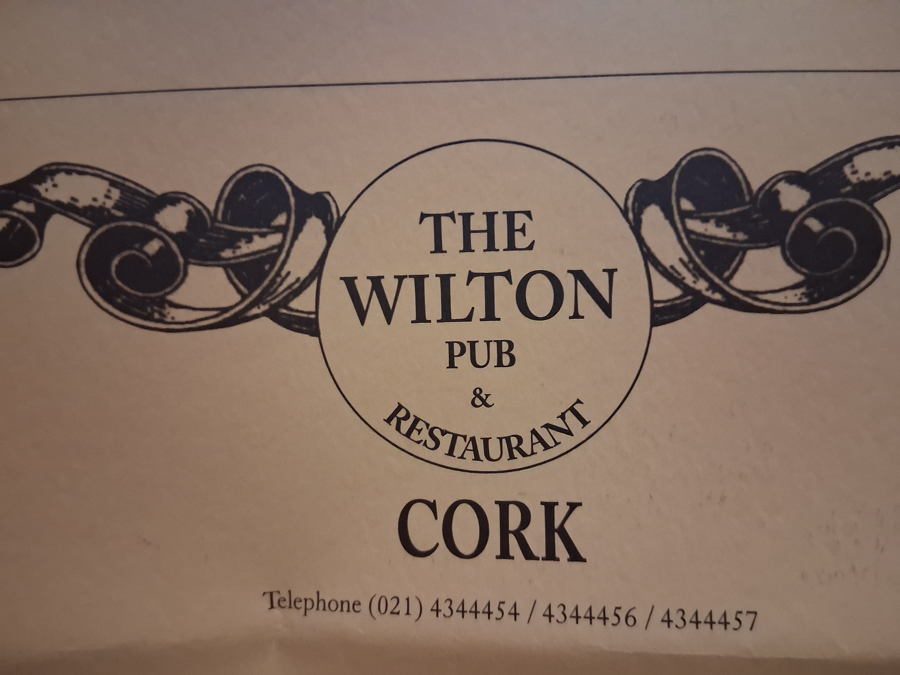 THE
WILTON
PUB
&
RESTAURANT
CORK
Telephone (021) 4344454 / 4344456 / 4344457